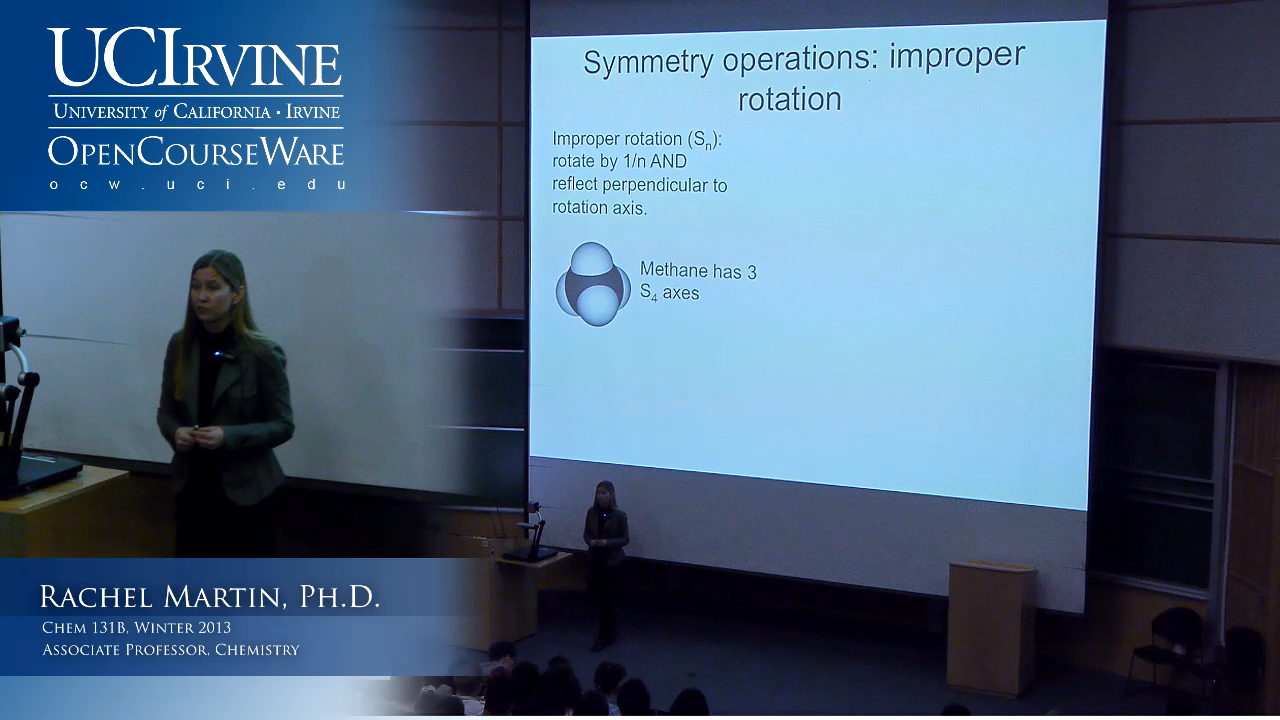 UCIRVINE
UNIVERSITY of CALIFORNIA · IRVINE
OPENCOURSEWARE
ocw.uci.edu
Symmetry operations: improper
rotation
Improper rotation (Sn):
rotate by 1/n AND
reflect perpendicular to
rotation axis.
Methane has 3
S4 axes
RACHEL MARTIN, PH.D.
CHEM 131B, WINTER 2013
ASSOCIATE PROFESSOR, CHEMISTRY